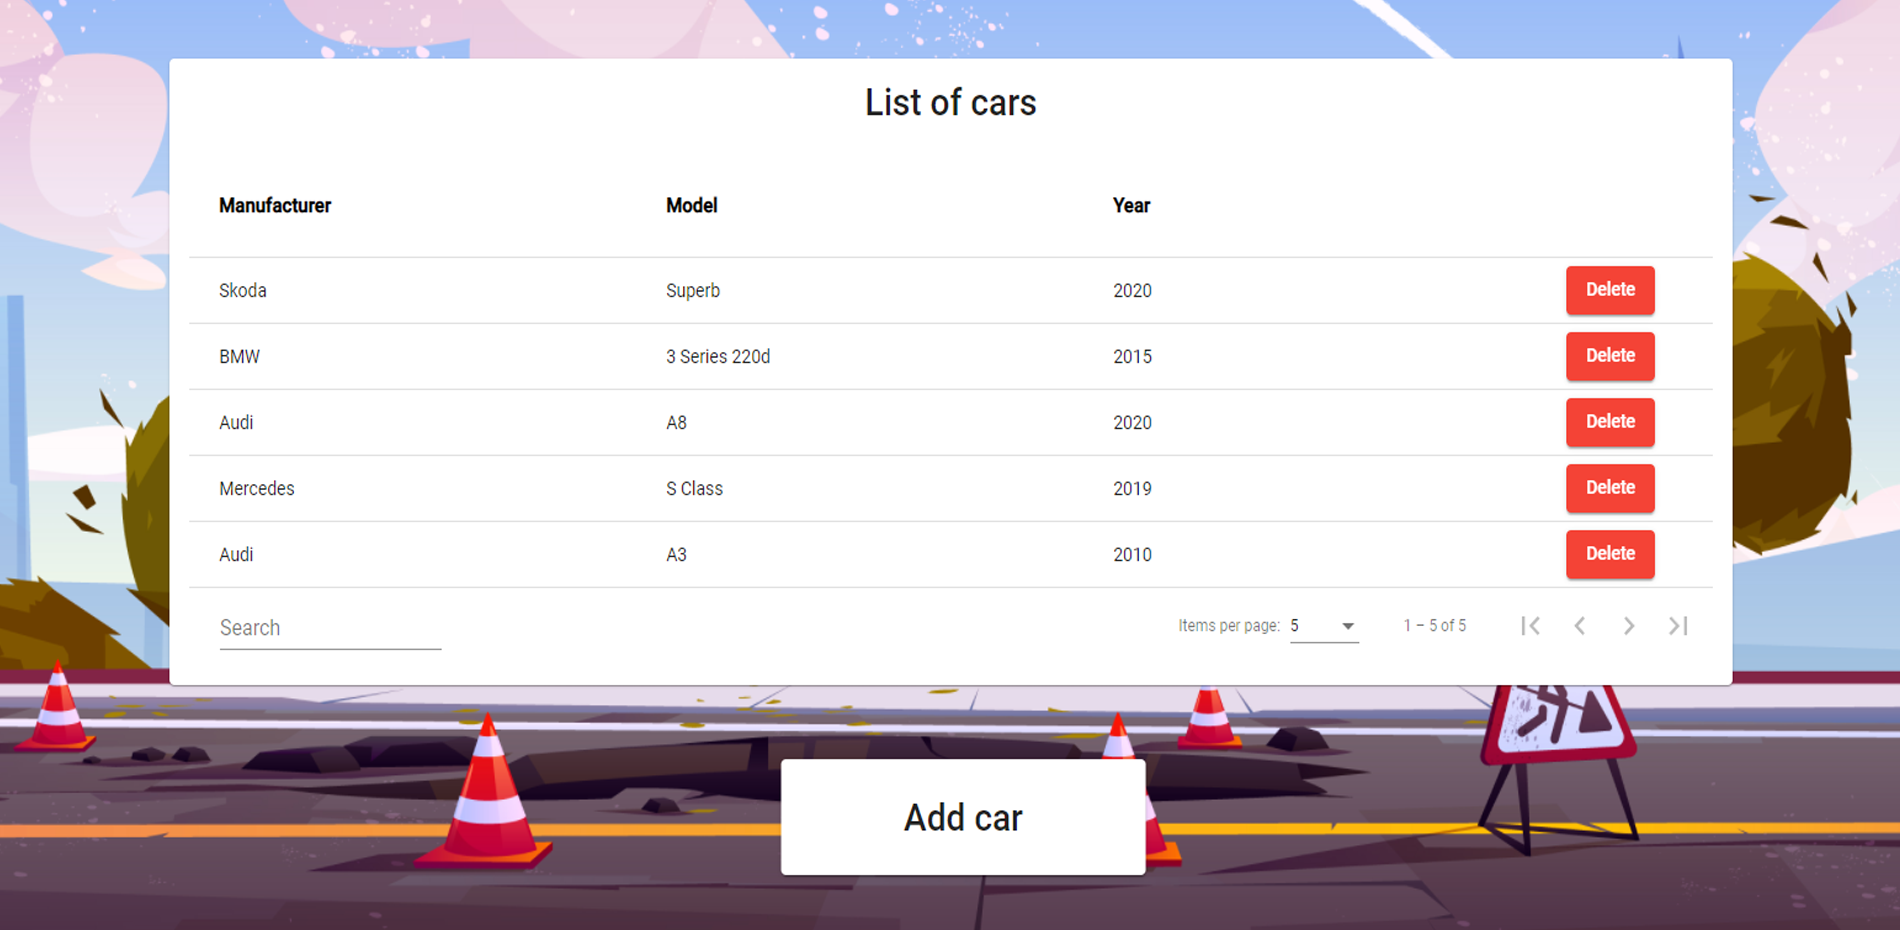 List of cars
Manufacturer Model Year
Skoda Superb 2020 Delete
BMW 3 Series 220d 2015 Delete
Audi A8 2020 Delete
Mercedes S Class 2019 Delete
Audi A3 2010 Delete
Search Items per page: 5 1 – 5 of 5
Add car